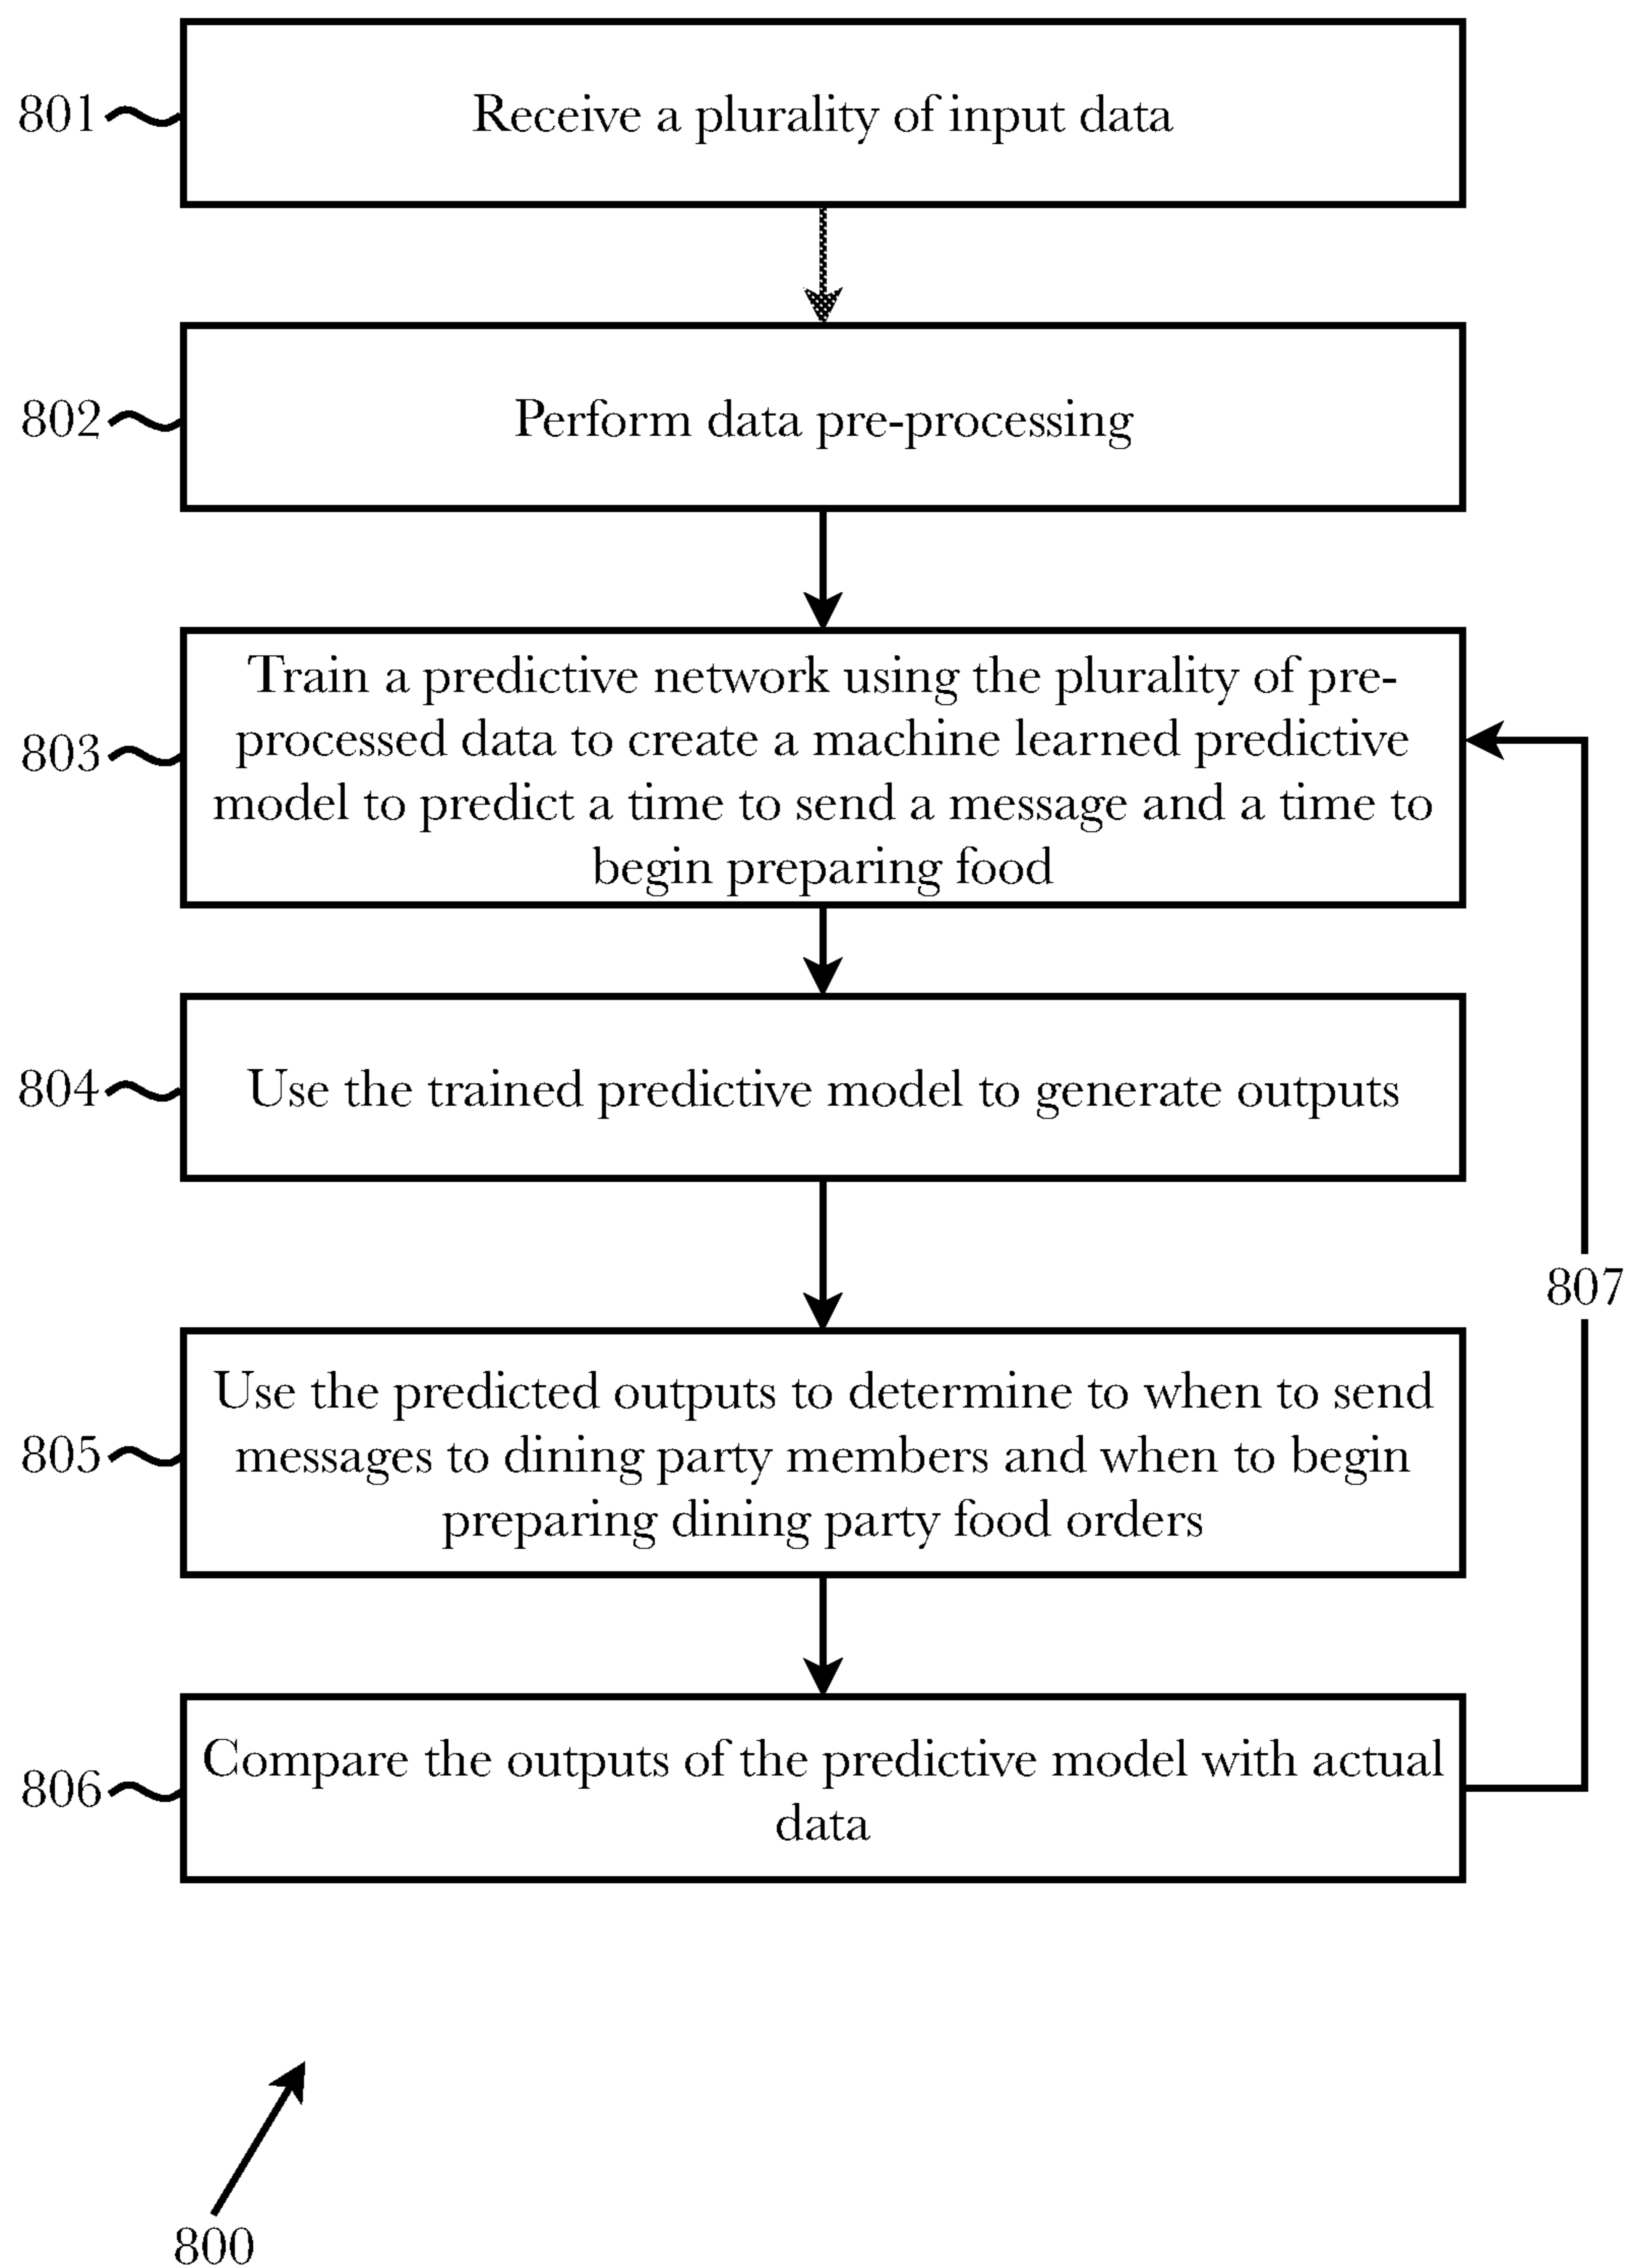 801
Receive a plurality of input data
802
Perform data pre-processing
803
Train a predictive network using the plurality of pre-
processed data to create a machine learned predictive
model to predict a time to send a message and a time to
begin preparing food
804
Use the trained predictive model to generate outputs
807
805
Use the predicted outputs to determine to when to send
messages to dining party members and when to begin
preparing dining party food orders
806
Compare the outputs of the predictive model with actual
data
800